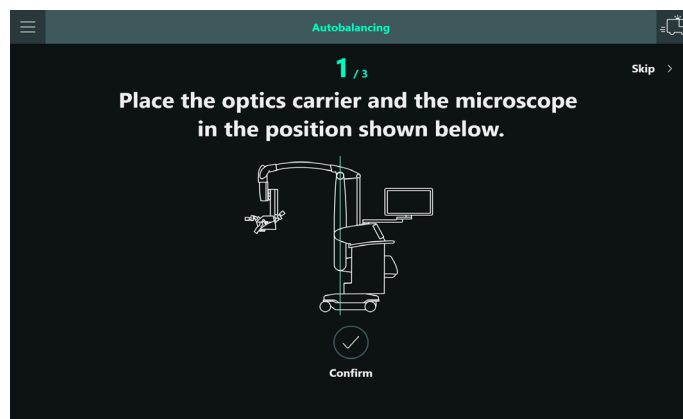 Autobalancing
1 / 3
Skip
Place the optics carrier and the microscope
in the position shown below.
Confirm